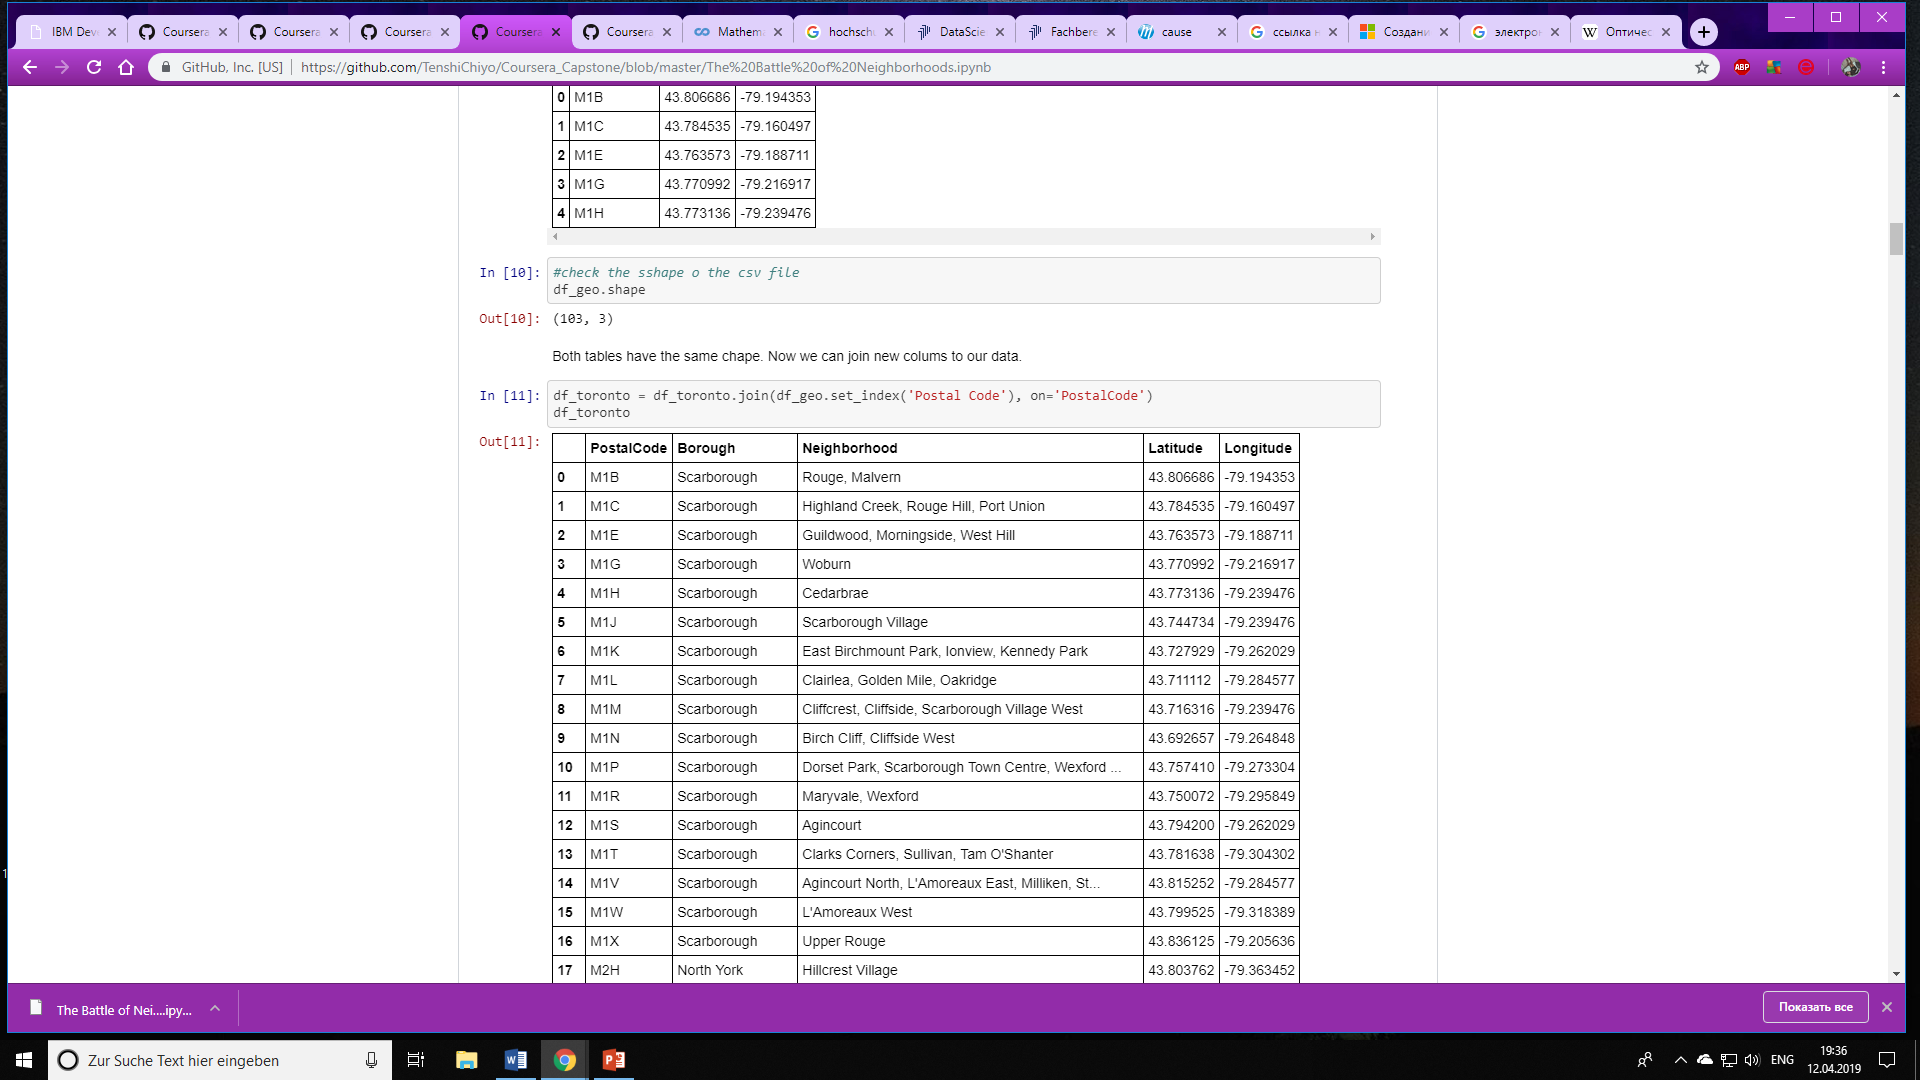 IBM Dev
Coursera
Coursera
Coursera
Coursera
Coursera
Mathem
hochsch
DataScie
Fachbere
cause
ссылка н
Создани
электрон
Оптичес
GitHub, Inc. [US] | https://github.com/TenshiChiyo/Coursera_Capstone/blob/master/The%20Battle%20of%20Neighborhoods.ipynb
ABP
0 M1B 43.806686 -79.194353
1 M1C 43.784535 -79.160497
2 M1E 43.763573 -79.188711
3 M1G 43.770992 -79.216917
4 M1H 43.773136 -79.239476
In [10]: #check the sshape o the csv file
df_geo.shape
Out[10]: (103, 3)
Both tables have the same chape. Now we can join new colums to our data.
In [11]: df_toronto = df_toronto.join(df_geo.set_index('Postal Code'), on='PostalCode')
df_toronto
Out[11]:
PostalCode Borough Neighborhood Latitude Longitude
0 M1B Scarborough Rouge, Malvern 43.806686 -79.194353
1 M1C Scarborough Highland Creek, Rouge Hill, Port Union 43.784535 -79.160497
2 M1E Scarborough Guildwood, Morningside, West Hill 43.763573 -79.188711
3 M1G Scarborough Woburn 43.770992 -79.216917
4 M1H Scarborough Cedarbrae 43.773136 -79.239476
5 M1J Scarborough Scarborough Village 43.744734 -79.239476
6 M1K Scarborough East Birchmount Park, Ionview, Kennedy Park 43.727929 -79.262029
7 M1L Scarborough Clairlea, Golden Mile, Oakridge 43.711112 -79.284577
8 M1M Scarborough Cliffcrest, Cliffside, Scarborough Village West 43.716316 -79.239476
9 M1N Scarborough Birch Cliff, Cliffside West 43.692657 -79.264848
10 M1P Scarborough Dorset Park, Scarborough Town Centre, Wexford ... 43.757410 -79.273304
11 M1R Scarborough Maryvale, Wexford 43.750072 -79.295849
12 M1S Scarborough Agincourt 43.794200 -79.262029
13 M1T Scarborough Clarks Corners, Sullivan, Tam O'Shanter 43.781638 -79.304302
14 M1V Scarborough Agincourt North, L'Amoreaux East, Milliken, St... 43.815252 -79.284577
15 M1W Scarborough L'Amoreaux West 43.799525 -79.318389
16 M1X Scarborough Upper Rouge 43.836125 -79.205636
17 M2H North York Hillcrest Village 43.803762 -79.363452
The Battle of Nei....ipy...
Показать все
Zur Suche Text hier eingeben
ENG
19:36
12.04.2019